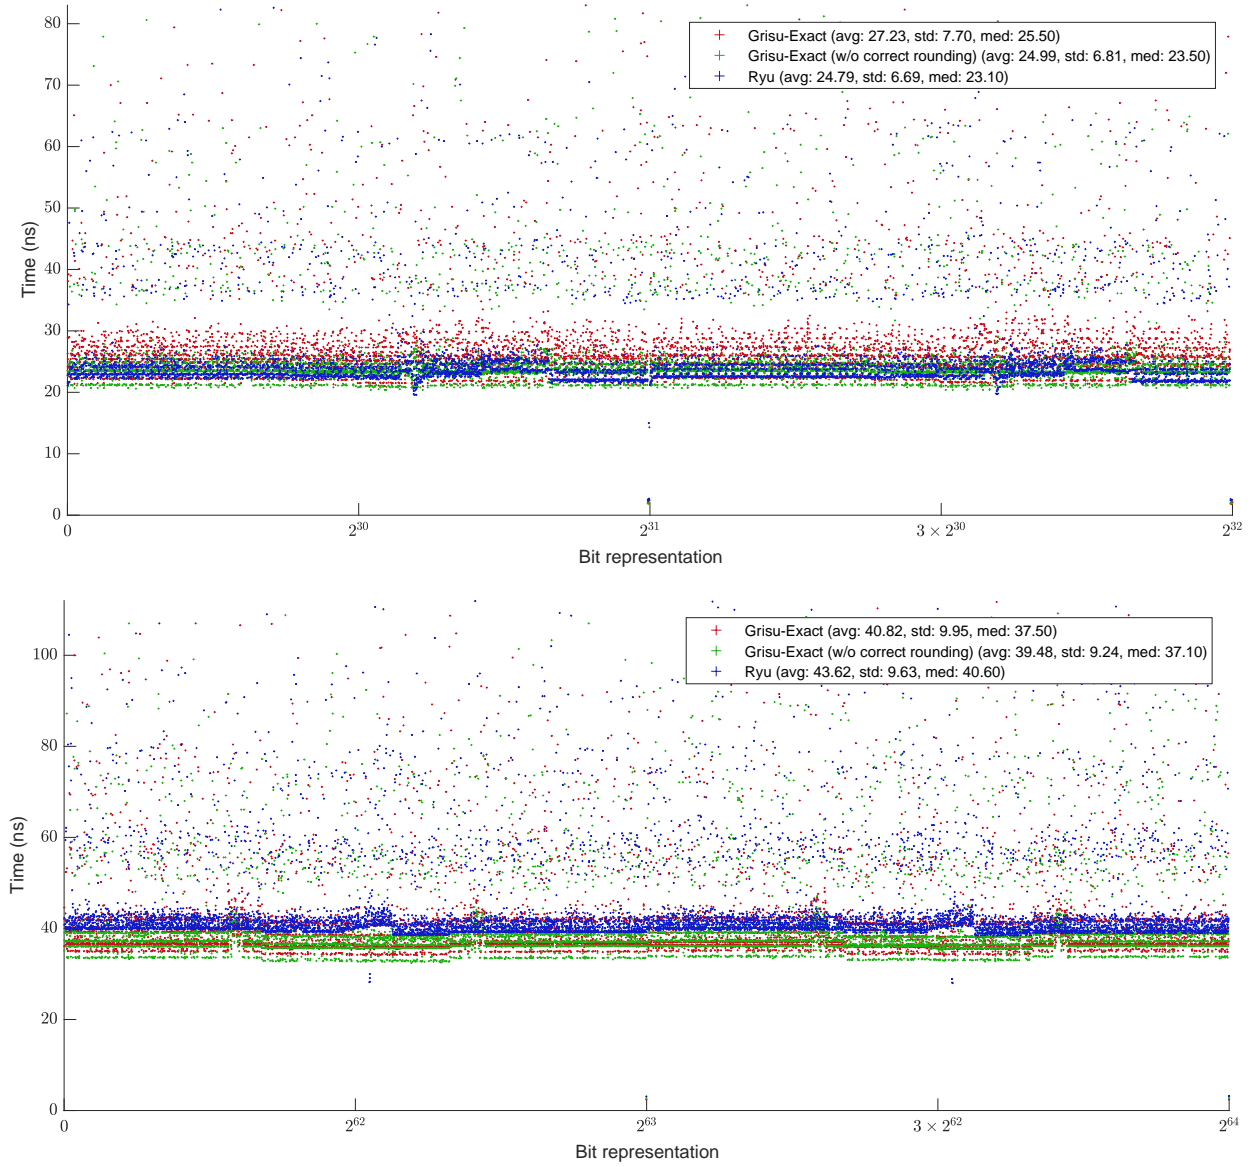 80
70
60
50
40
30
20
10
0
Time (ns)
Grisu-Exact (avg: 27.23, std: 7.70, med: 25.50)
Grisu-Exact (w/o correct rounding) (avg: 24.99, std: 6.81, med: 23.50)
Ryu (avg: 24.79, std: 6.69, med: 23.10)
0
2^30
2^31
3 × 2^30
2^32
Bit representation
100
80
60
40
20
0
Time (ns)
Grisu-Exact (avg: 40.82, std: 9.95, med: 37.50)
Grisu-Exact (w/o correct rounding) (avg: 39.48, std: 9.24, med: 37.10)
Ryu (avg: 43.62, std: 9.63, med: 40.60)
0
2^62
2^63
3 × 2^62
2^64
Bit representation